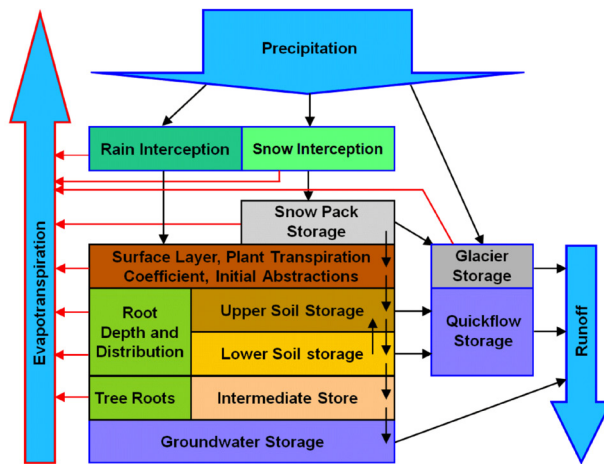 Precipitation
Rain Interception
Snow Interception
Snow Pack
Storage
Surface Layer, Plant Transpiration
Coefficient, Initial Abstractions
Glacier
Storage
Root
Depth and
Distribution
Upper Soil Storage
Quickflow
Storage
Lower Soil storage
Tree Roots
Intermediate Store
Groundwater Storage
Evapotranspiration
Runoff